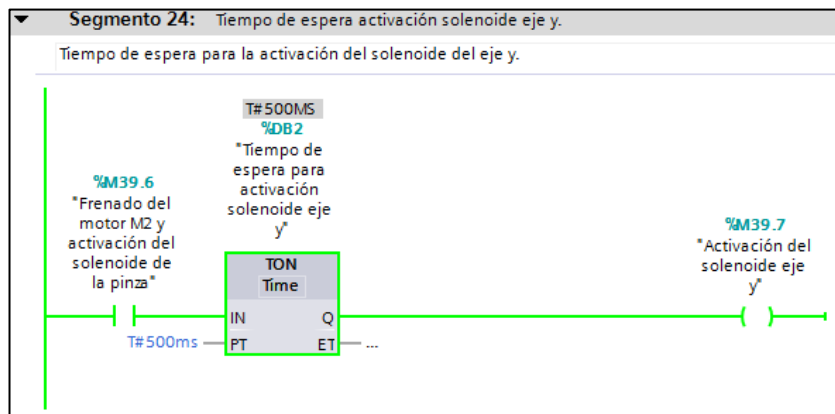 Segmento 24: Tiempo de espera activación solenoide eje y.
Tiempo de espera para la activación del solenoide del eje y.
T#500MS
%DB2
"Tiempo de
espera para
activación
solenoide eje
y"
%M39.6
"Frenado del
motor M2 y
activación del
solenoide de
la pinza"
%M39.7
"Activación del
solenoide eje
y"
TON
Time
IN Q
T#500ms PT ET ...